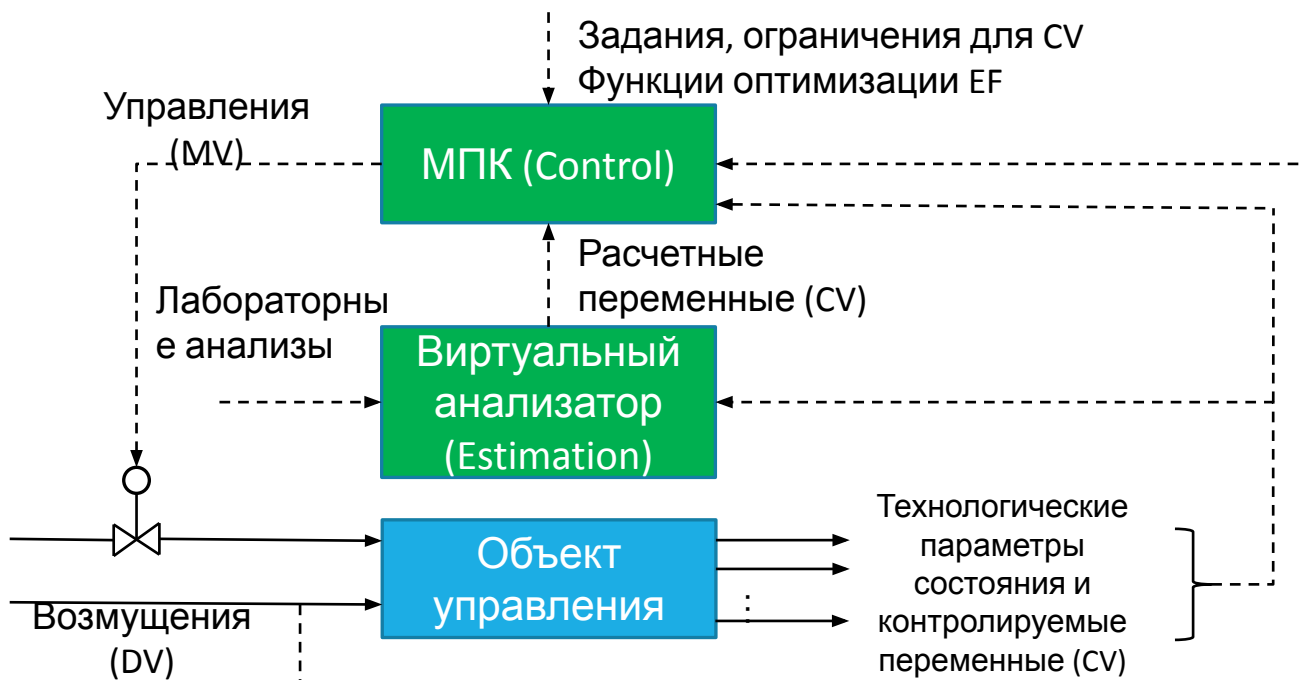 Задания, ограничения для CV
Функции оптимизации EF
Управления
(MV)
МПК (Control)
Расчетные
переменные (CV)
Лабораторны
е анализы
Виртуальный
анализатор
(Estimation)
Объект
управления
Технологические
параметры
состояния и
контролируемые
переменные (CV)
Возмущения
(DV)